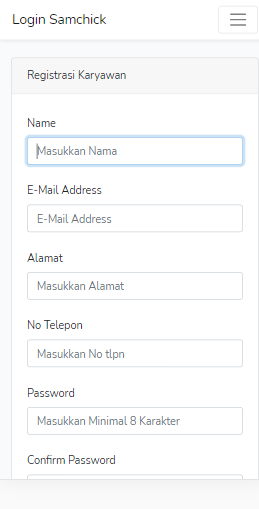 Login Samchick
Registrasi Karyawan
Name
Masukkan Nama
E-Mail Address
E-Mail Address
Alamat
Masukkan Alamat
No Telepon
Masukkan No tlpn
Password
Masukkan Minimal 8 Karakter
Confirm Password